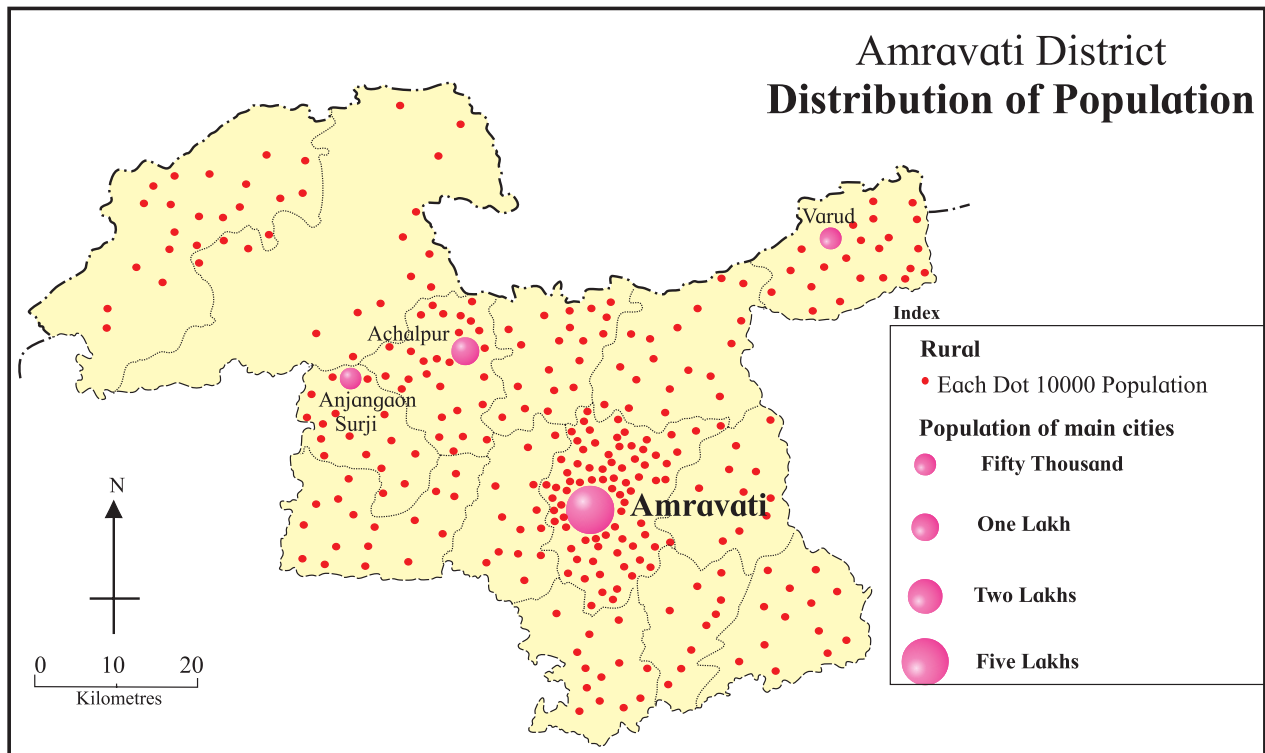 Amravati District
Distribution of Population
Varud
Achalpur
Anjangaon
Surji
Amravati
N
0 10 20
Kilometres
Index
Rural
Each Dot 10000 Population
Population of main cities
Fifty Thousand
One Lakh
Two Lakhs
Five Lakhs